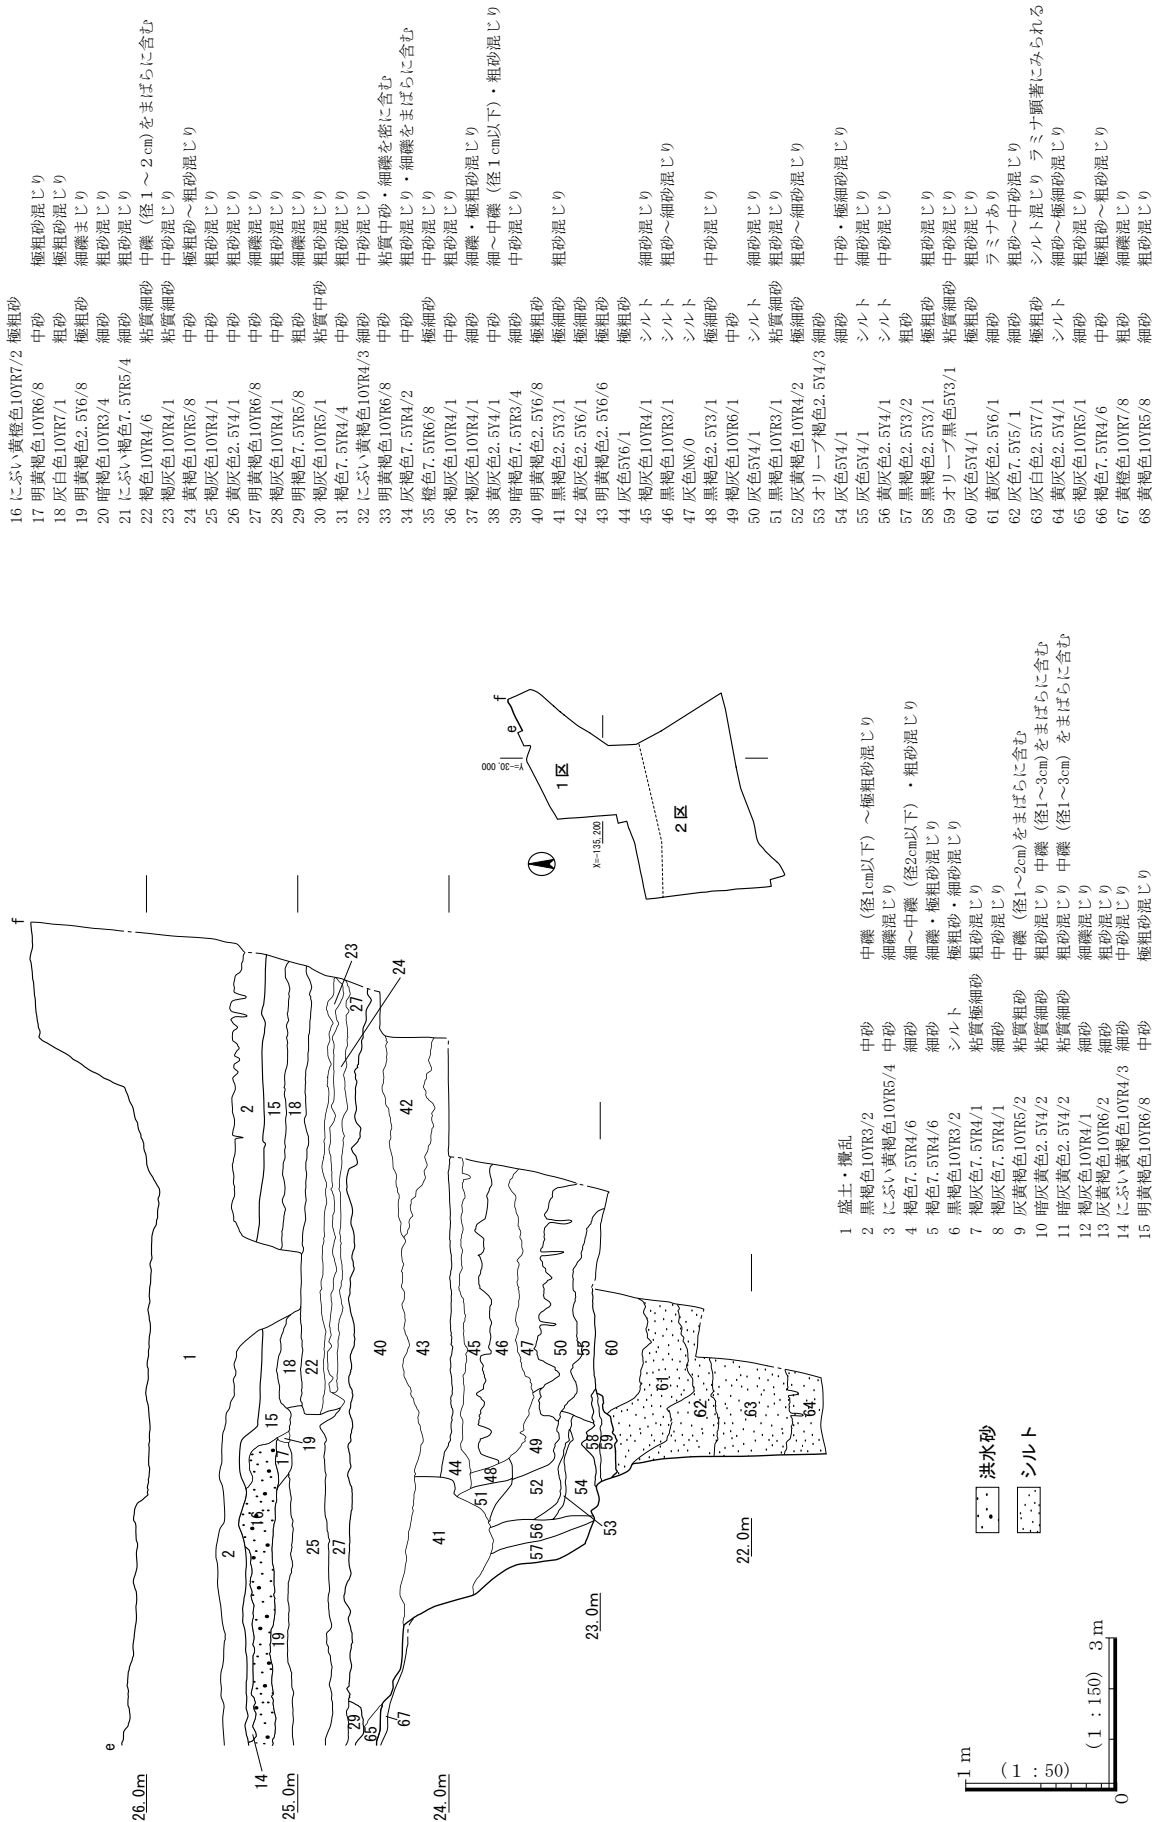 e
f
26.0m
25.0m
24.0m
23.0m
22.0m
1
2
2
15
15
18
18
14
16
17
19
19
22
23
24
25
27
27
29
65
67
40
41
42
43
44
45
46
47
48
49
50
51
52
53
54
55
56
57
58
59
60
61
62
63
64
洪水砂
シルト
1m
(1:50)
0
(1:150)
3m
e
f
Y=-30,000
X=-135,200
1区
2区
1 盛土・攪乱
2 黒褐色10YR3/2 中砂 中礫（径1cm以下）～極粗砂混じり
3 にぶい黄褐色10YR5/4 中砂 細礫混じり
4 褐色7.5YR4/6 細砂 細～中礫（径2cm以下）・粗砂混じり
5 褐色7.5YR4/6 細砂 細礫・極粗砂混じり
6 黒褐色10YR3/2 シルト 極粗砂・細砂混じり
7 褐灰色7.5YR4/1 粘質極細砂 粗砂混じり
8 褐灰色7.5YR4/1 細砂 中砂混じり
9 灰黄褐色10YR5/2 粘質粗砂 中礫（径1～2cm）をまばらに含む
10 暗灰黄色2.5Y4/2 粘質細砂 粗砂混じり 中礫（径1～3cm）をまばらに含む
11 暗灰黄色2.5Y4/2 粘質細砂 粗砂混じり 中礫（径1～3cm）をまばらに含む
12 褐灰色10YR4/1 細砂 細礫混じり
13 灰黄褐色10YR6/2 細砂 粗砂混じり
14 にぶい黄褐色10YR4/3 細砂 中砂混じり
15 明黄褐色10YR6/8 中砂 極粗砂混じり
16 にぶい黄橙色10YR7/2 極粗砂
17 明黄褐色10YR6/8 中砂 極粗砂混じり
18 灰白色10YR7/1 粗砂 極粗砂混じり
19 明黄褐色2.5Y6/8 極粗砂 細礫まじり
20 暗褐色10YR3/4 細砂 粗砂混じり
21 にぶい褐色7.5YR5/4 細砂 粗砂混じり
22 褐色10YR4/6 粘質細砂 中礫（径1～2cm）をまばらに含む
23 褐灰色10YR4/1 粘質細砂 中砂混じり
24 黄褐色10YR5/8 中砂 極粗砂～粗砂混じり
25 褐灰色10YR4/1 中砂 粗砂混じり
26 黄灰色2.5Y4/1 中砂 粗砂混じり
27 明黄褐色10YR6/8 中砂 細礫混じり
28 褐灰色10YR4/1 中砂 粗砂混じり
29 明褐色7.5YR5/8 粗砂 細礫混じり
30 褐灰色10YR5/1 粘質中砂 粗砂混じり
31 褐色7.5YR4/4 中砂 粗砂混じり
32 にぶい黄褐色10YR4/3 細砂 中砂混じり
33 明黄褐色10YR6/8 中砂 粘質中砂・細礫を密に含む
34 灰褐色7.5YR4/2 中砂 粗砂混じり・細礫をまばらに含む
35 橙色7.5YR6/8 極細砂 中砂混じり
36 褐灰色10YR4/1 中砂 粗砂混じり
37 褐灰色10YR4/1 細砂 細礫・極粗砂混じり
38 黄灰色2.5Y4/1 中砂 細～中礫（径1cm以下）・粗砂混じり
39 暗褐色7.5YR3/4 細砂 中砂混じり
40 明黄褐色2.5Y6/8 極粗砂
41 黒褐色2.5Y3/1 極細砂 粗砂混じり
42 黄灰色2.5Y6/1 極細砂
43 明黄褐色2.5Y6/6 極粗砂
44 灰色5Y6/1 極粗砂
45 褐灰色10YR4/1 シルト 細砂混じり
46 黒褐色10YR3/1 シルト 粗砂～細砂混じり
47 灰色N6/0 シルト
48 黒褐色2.5Y3/1 極細砂 中砂混じり
49 褐灰色10YR6/1 中砂
50 灰色5Y4/1 シルト 細砂混じり
51 黒褐色10YR3/1 粘質細砂 粗砂混じり
52 灰黄褐色10YR4/2 極細砂 粗砂～細砂混じり
53 オリーブ褐色2.5Y4/3 細砂
54 灰色5Y4/1 細砂 中砂・極細砂混じり
55 灰色5Y4/1 シルト 細砂混じり
56 黄灰色2.5Y4/1 シルト 中砂混じり
57 黒褐色2.5Y3/2 粗砂
58 黒褐色2.5Y3/1 極粗砂 粗砂混じり
59 オリーブ黒色5Y3/1 粘質細砂 中砂混じり
60 灰色5Y4/1 極粗砂 粗砂混じり
61 黄灰色2.5Y6/1 細砂 ラミナあり
62 灰色7.5Y5/1 細砂 粗砂～中砂混じり
63 灰白色2.5Y7/1 極粗砂 シルト混じり ラミナ顕著にみられる
64 黄灰色2.5Y4/1 シルト 細砂～極細砂混じり
65 褐灰色10YR5/1 細砂 粗砂混じり
66 褐色7.5YR4/6 中砂 極粗砂～粗砂混じり
67 黄橙色10YR7/8 粗砂 細礫混じり
68 黄褐色10YR5/8 細砂 粗砂混じり